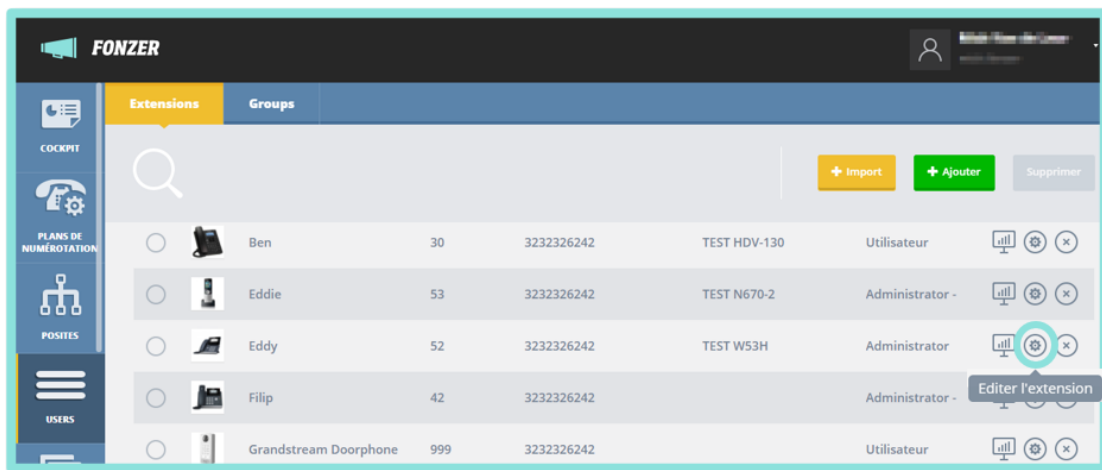 FONZER
Extensions Groups
COCKPIT
+ Import + Ajouter Supprimer
PLANS DE
NUMÉROTATION
Ben 30 3232326242 TEST HDV-130 Utilisateur
Eddie 53 3232326242 TEST N670-2 Administrator -
POSITES
Eddy 52 3232326242 TEST W53H Administrator
Editer l'extension
USERS
Filip 42 3232326242 Administrator -
Grandstream Doorphone 999 3232326242 Utilisateur